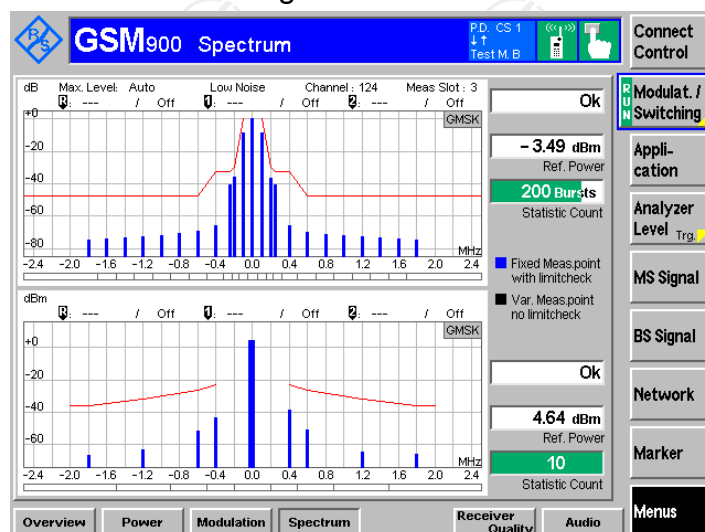 R&S
GSM900 Spectrum
P.D. CS 1
Test M. B
Connect Control
dB Max. Level: Auto Low Noise Channel : 124 Meas Slot : 3
R: --- / Off 1: --- / Off 2: --- / Off
GMSK
+0
-20
-40
-60
-80
MHz
-2.4 -2.0 -1.6 -1.2 -0.8 -0.4 0.0 0.4 0.8 1.2 1.6 2.0 2.4
Ok
- 3.49 dBm
Ref. Power
200 Bursts
Statistic Count
Fixed Meas.point
with limitcheck
Var. Meas.point
no limitcheck
dBm
R: --- / Off 1: --- / Off 2: --- / Off
GMSK
+0
-20
-40
-60
MHz
-2.4 -2.0 -1.6 -1.2 -0.8 -0.4 0.0 0.4 0.8 1.2 1.6 2.0 2.4
Ok
4.64 dBm
Ref. Power
10
Statistic Count
RUN
Modulat. /
Switching
Appli-
cation
Analyzer
Level Trg.
MS Signal
BS Signal
Network
Marker
Menus
Overview Power Modulation Spectrum Receiver Quality Audio